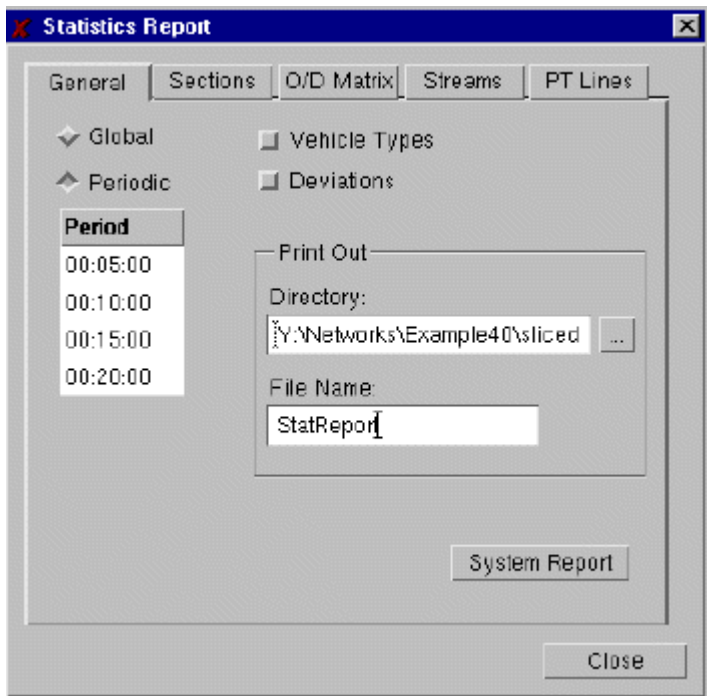 Statistics Report
General
Sections
O/D Matrix
Streams
PT Lines
Global
Vehicle Types
Periodic
Deviations
Period
00:05:00
00:10:00
00:15:00
00:20:00
Print Out
Directory:
Y:\Networks\Example40\sliced
...
File Name:
StatReport
System Report
Close